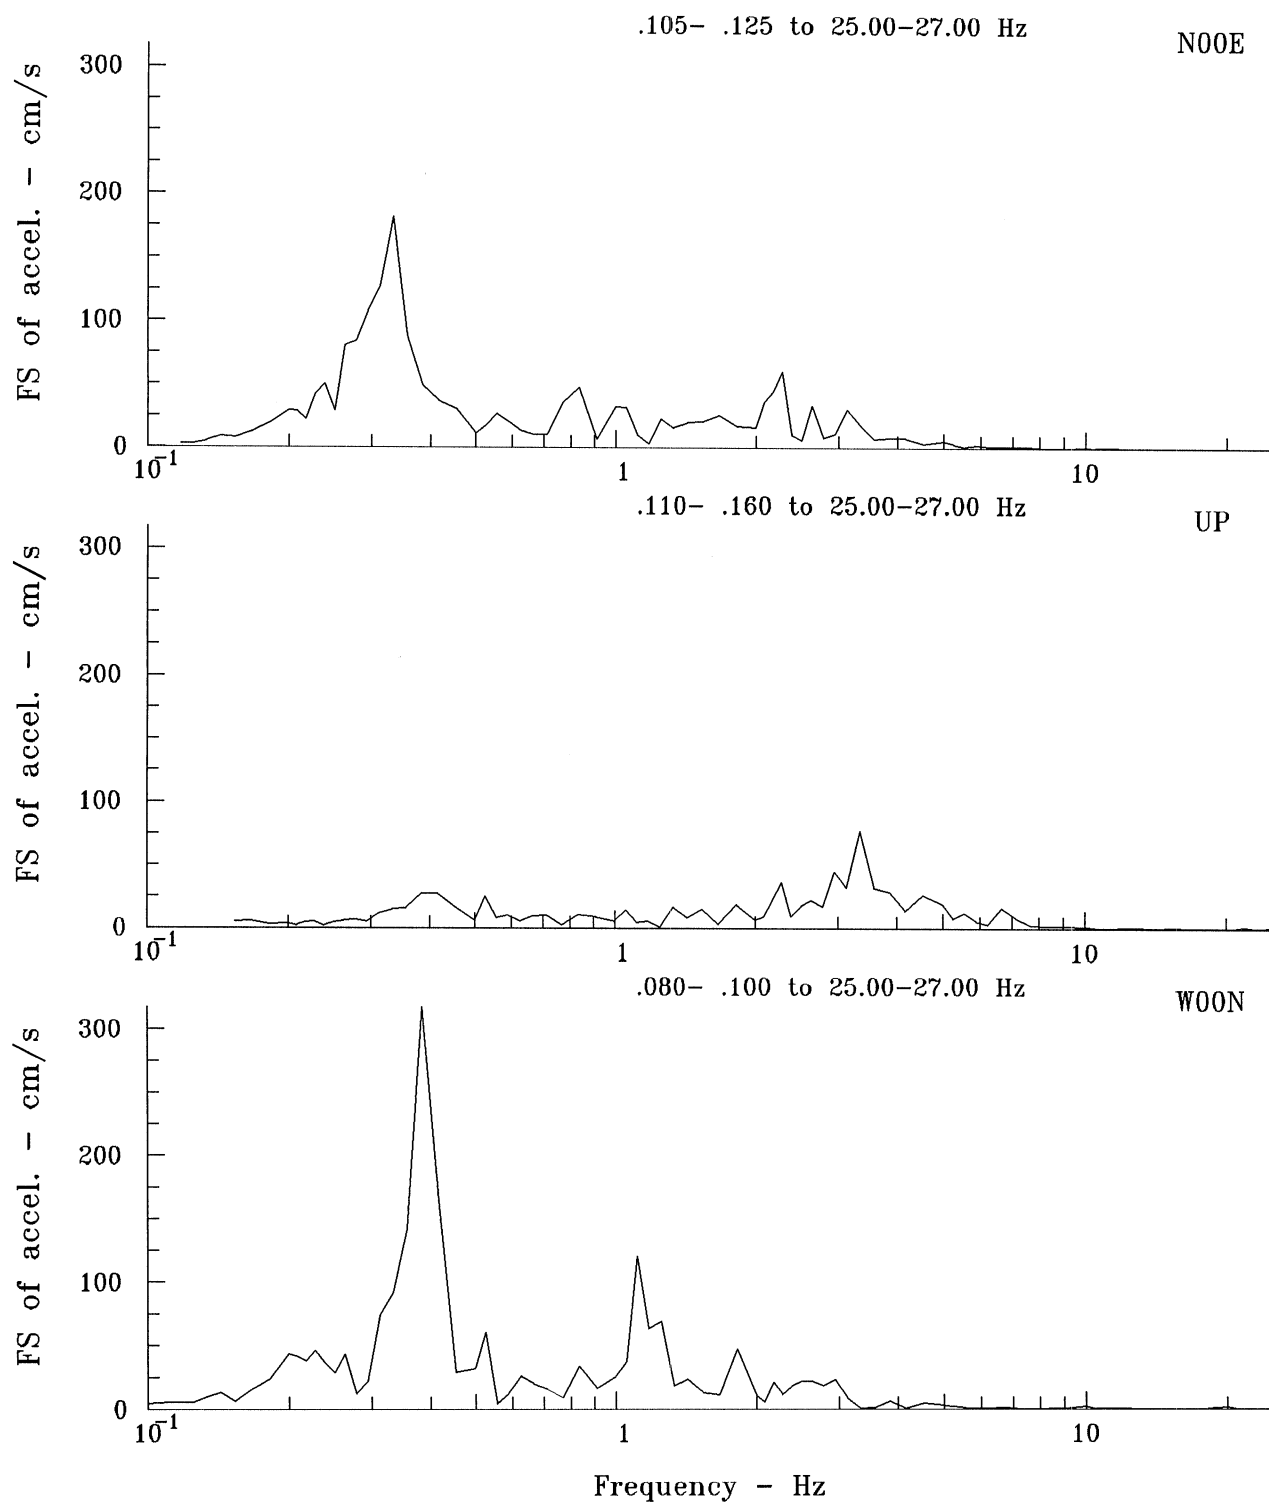 .105– .125 to 25.00–27.00 Hz
N00E
FS of accel. – cm/s
300
200
100
0
10⁻¹ 1 10
.110– .160 to 25.00–27.00 Hz
UP
FS of accel. – cm/s
300
200
100
0
10⁻¹ 1 10
.080– .100 to 25.00–27.00 Hz
W00N
FS of accel. – cm/s
300
200
100
0
10⁻¹ 1 10
Frequency – Hz